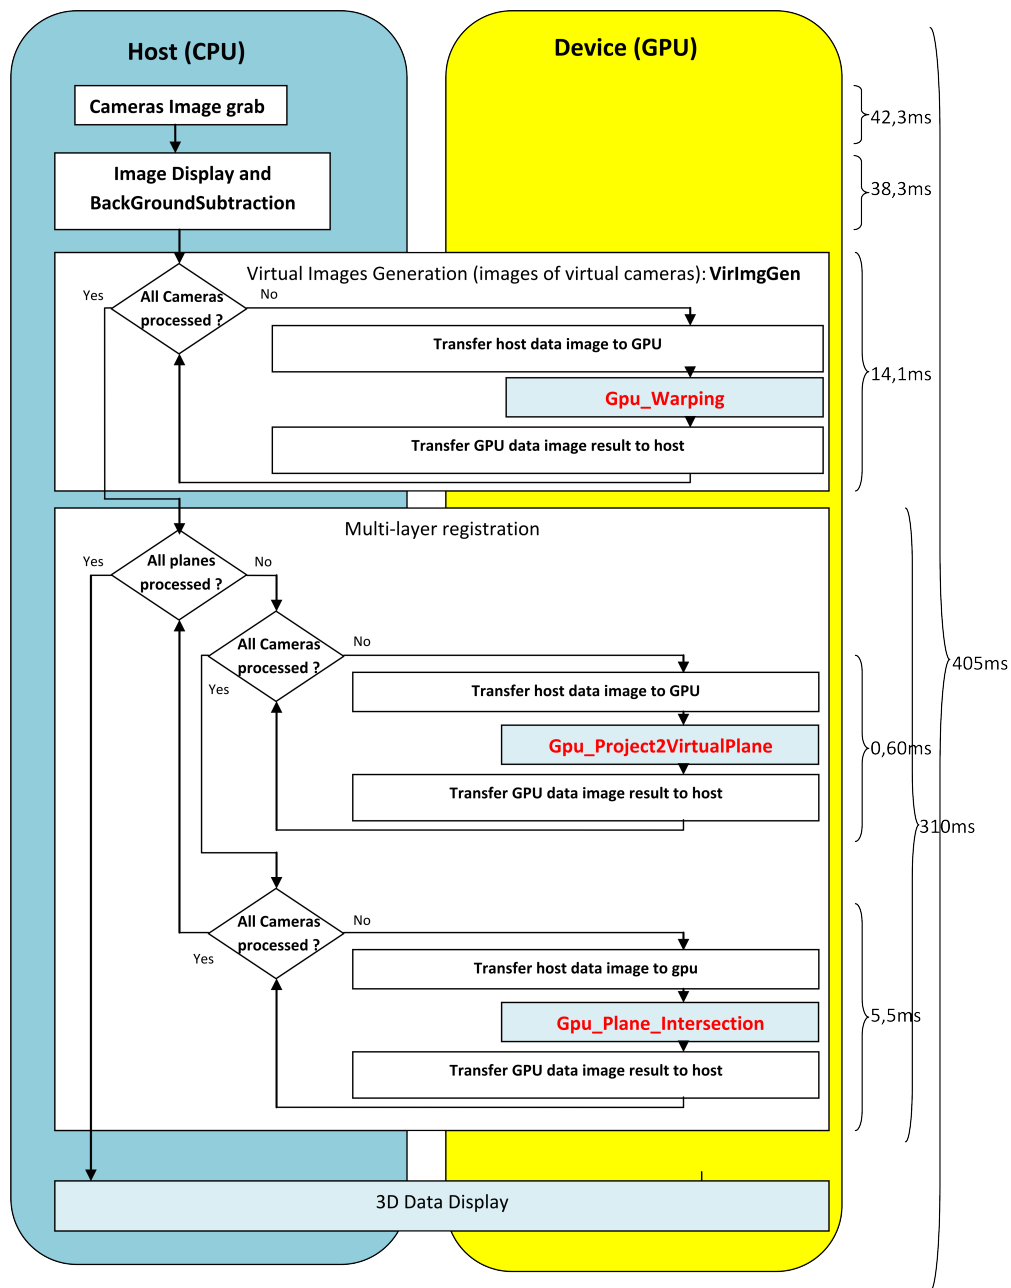 Host (CPU)
Device (GPU)
Cameras Image grab
42,3ms
Image Display and
BackGroundSubtraction
38,3ms
Virtual Images Generation (images of virtual cameras): VirImgGen
Yes
No
All Cameras
processed ?
Transfer host data image to GPU
14,1ms
Gpu_Warping
Transfer GPU data image result to host
Multi-layer registration
Yes
No
All planes
processed ?
All Cameras
processed ?
No
Yes
405ms
Transfer host data image to GPU
Gpu_Project2VirtualPlane
0,60ms
Transfer GPU data image result to host
310ms
All Cameras
processed ?
No
Yes
Transfer host data image to gpu
Gpu_Plane_Intersection
5,5ms
Transfer GPU data image result to host
3D Data Display